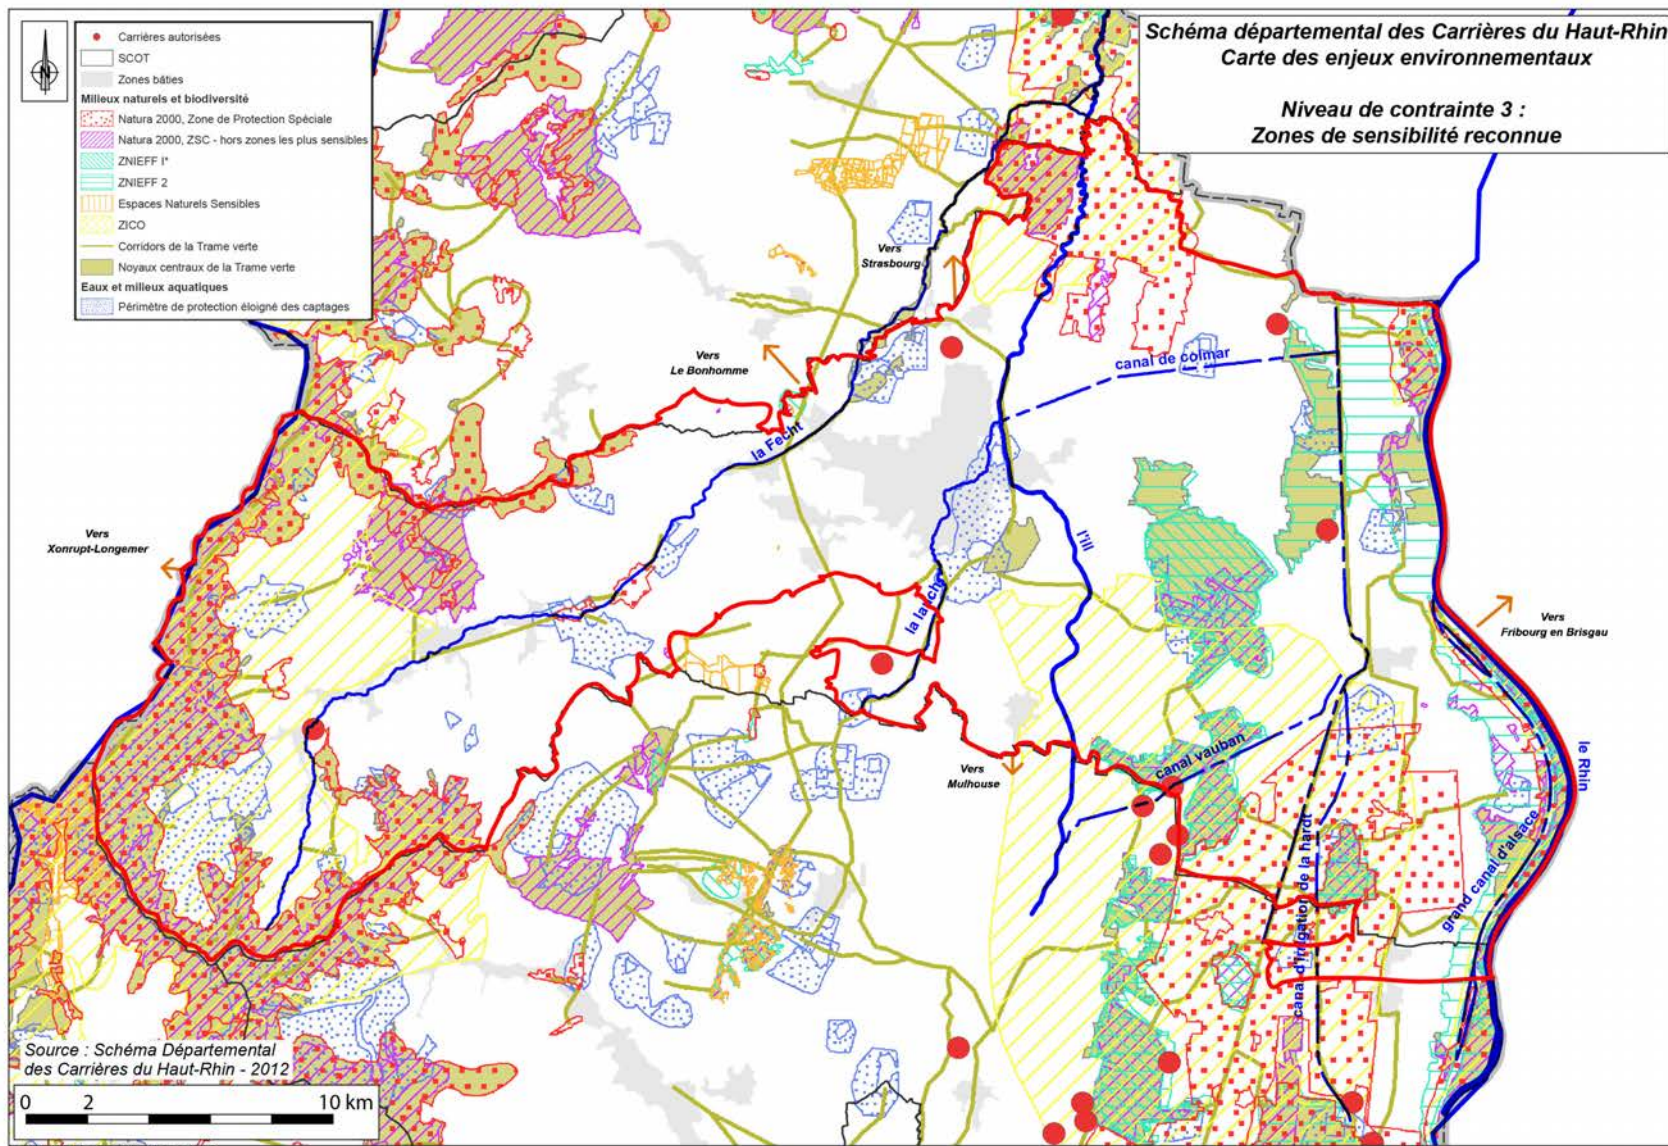 Schéma départemental des Carrières du Haut-Rhin
Carte des enjeux environnementaux
Niveau de contrainte 3 :
Zones de sensibilité reconnue
N
Carrières autorisées
SCOT
Zones bâties
Milieux naturels et biodiversité
Natura 2000, Zone de Protection Spéciale
Natura 2000, ZSC - hors zones les plus sensibles
ZNIEFF I*
ZNIEFF 2
Espaces Naturels Sensibles
ZICO
Corridors de la Trame verte
Noyaux centraux de la Trame verte
Eaux et milieux aquatiques
Périmètre de protection éloigné des captages
Vers
Strasbourg
Vers
Le Bonhomme
canal de colmar
la Fecht
Vers
Xonrupt-Longemer
l'ill
la lauch
Vers
Fribourg en Brisgau
le Rhin
canal vauban
Vers
Mulhouse
canal d'irrigation de la hardt
grand canal d'alsace
Source : Schéma Départemental
des Carrières du Haut-Rhin - 2012
0 2 10 km